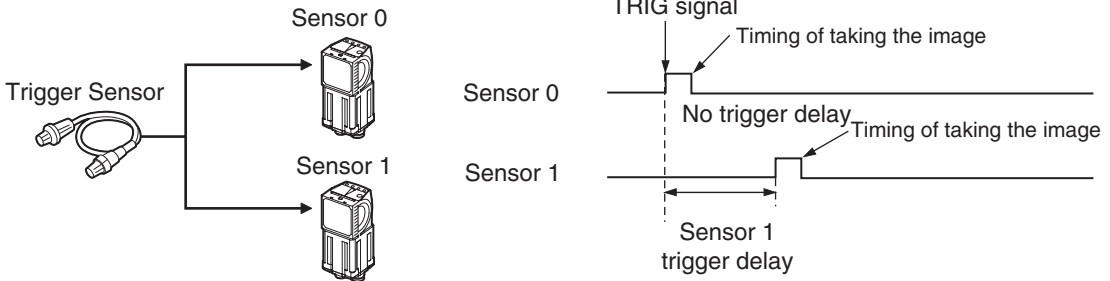 Sensor 0
Trigger Sensor
Sensor 1
TRIG signal
Timing of taking the image
Sensor 0
No trigger delay
Timing of taking the image
Sensor 1
Sensor 1
trigger delay